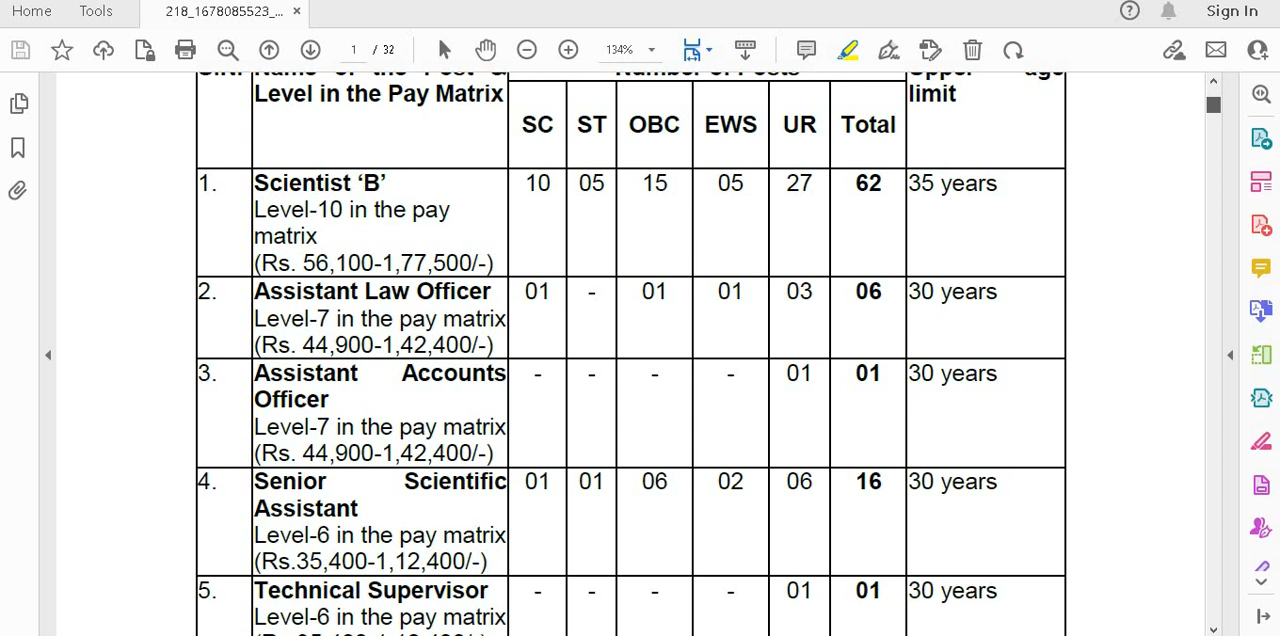 Home Tools 218_1678085523_... × Sign In
1 / 32 134%
Level in the Pay Matrix limit
SC ST OBC EWS UR Total
1. Scientist ‘B’ 10 05 15 05 27 62 35 years
Level-10 in the pay
matrix
(Rs. 56,100-1,77,500/-)
2. Assistant Law Officer 01 - 01 01 03 06 30 years
Level-7 in the pay matrix
(Rs. 44,900-1,42,400/-)
3. Assistant Accounts - - - - 01 01 30 years
Officer
Level-7 in the pay matrix
(Rs. 44,900-1,42,400/-)
4. Senior Scientific 01 01 06 02 06 16 30 years
Assistant
Level-6 in the pay matrix
(Rs.35,400-1,12,400/-)
5. Technical Supervisor - - - - 01 01 30 years
Level-6 in the pay matrix